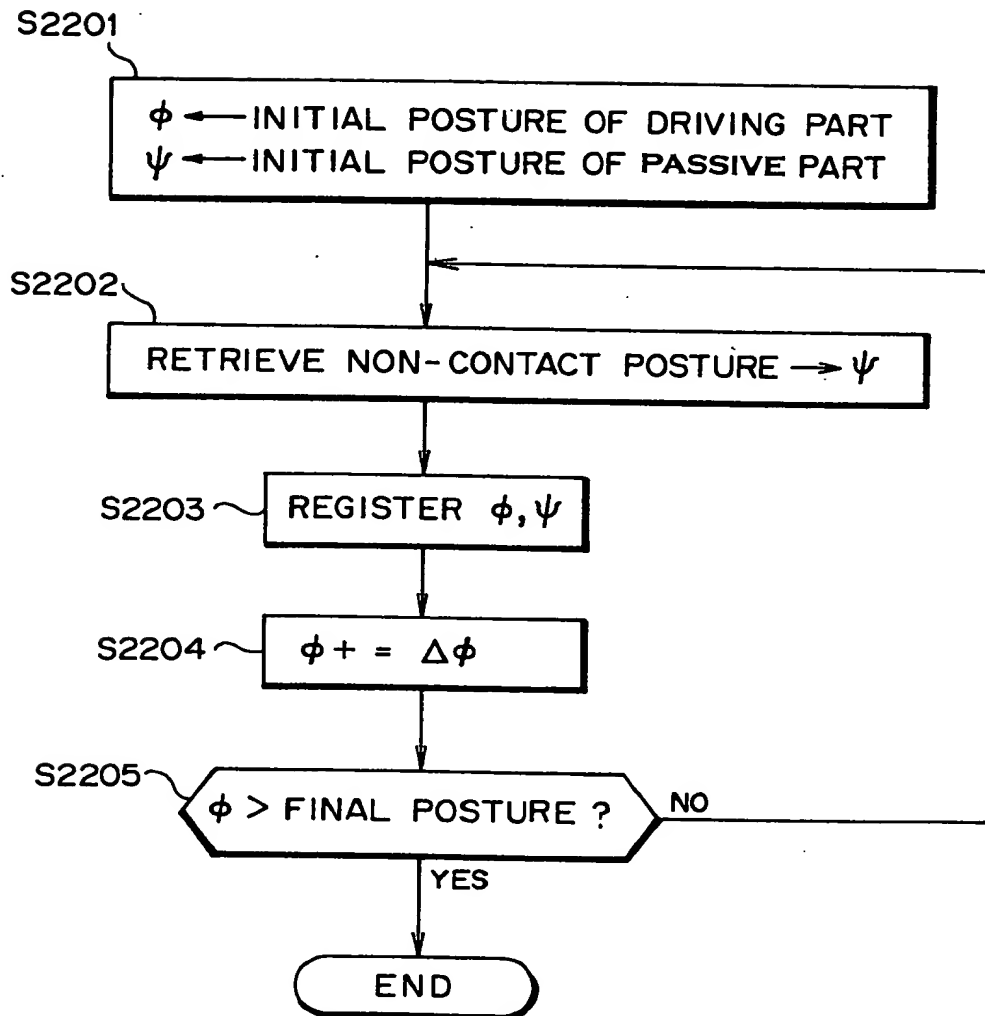 S2201
ϕ ← INITIAL POSTURE OF DRIVING PART
ψ ← INITIAL POSTURE OF PASSIVE PART
S2202
RETRIEVE NON-CONTACT POSTURE → ψ
S2203
REGISTER ϕ, ψ
S2204
ϕ + = Δϕ
S2205
ϕ > FINAL POSTURE ?
NO
YES
END